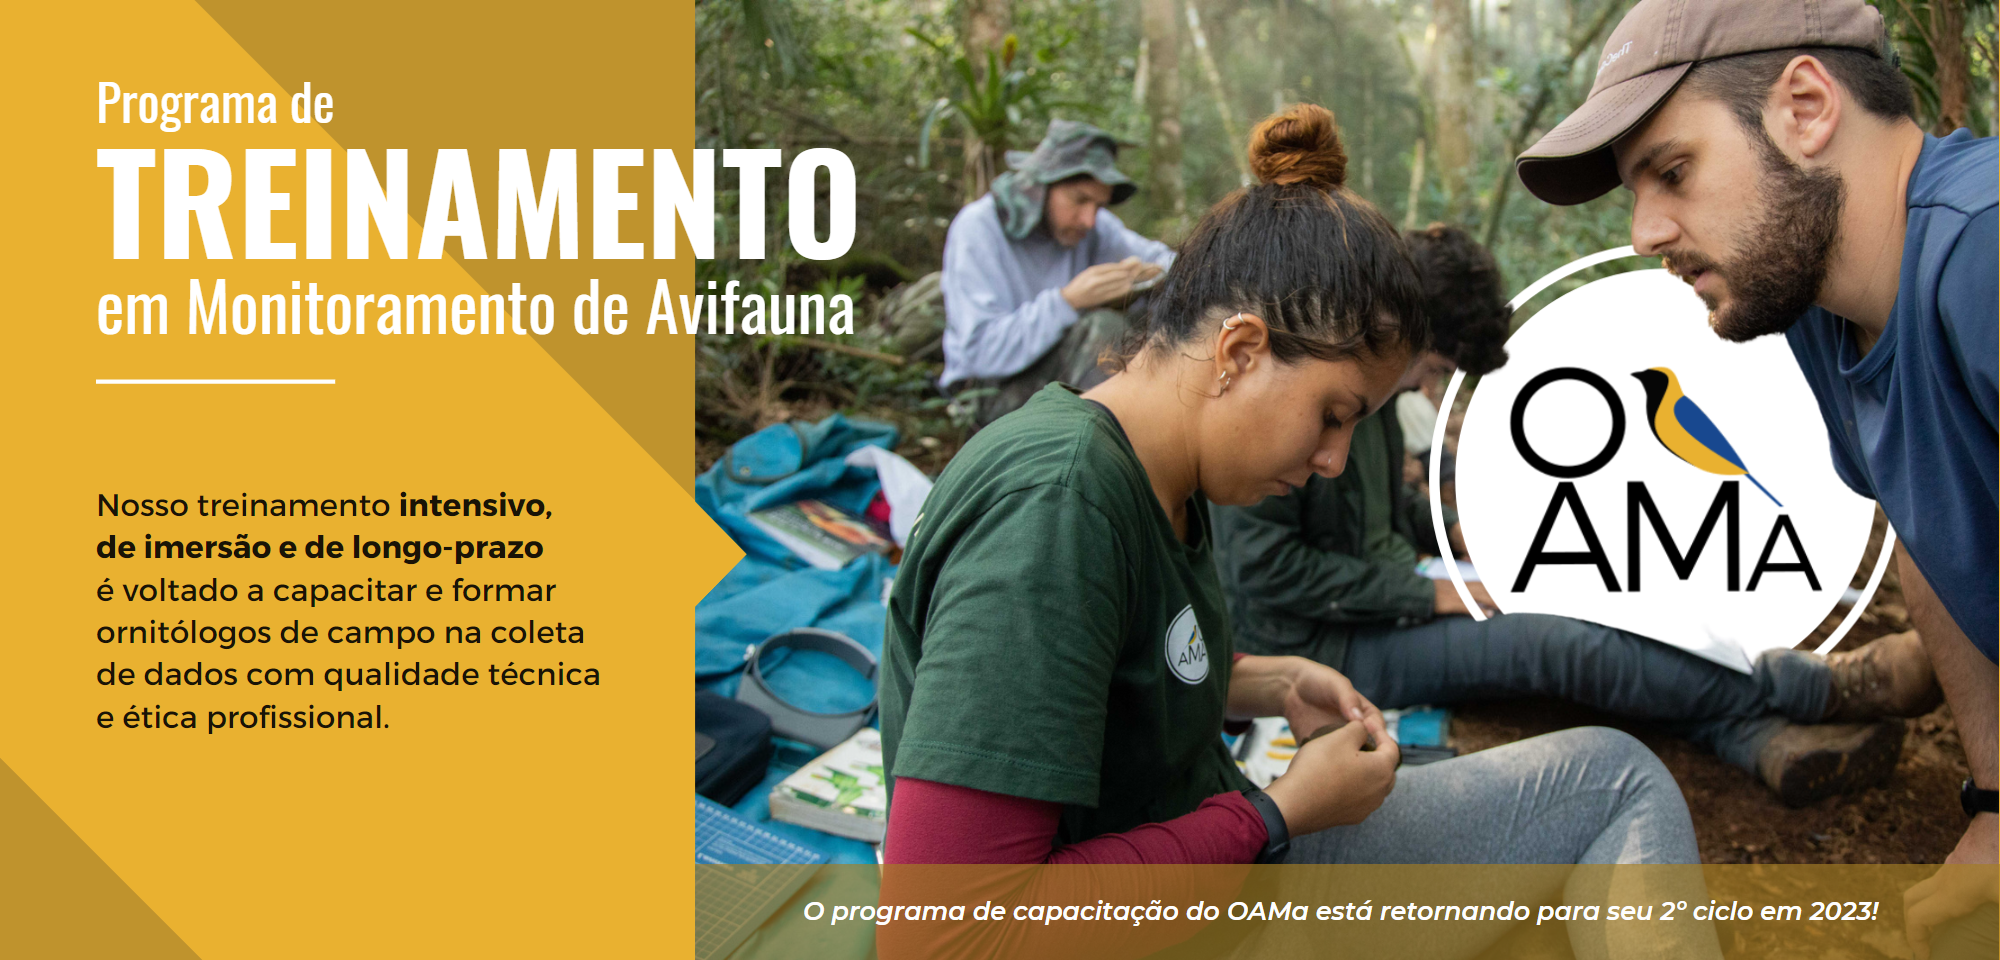 Programa de
TREINAMENTO
em Monitoramento de Avifauna
Nosso treinamento intensivo,
de imersão e de longo-prazo
é voltado a capacitar e formar
ornitólogos de campo na coleta
de dados com qualidade técnica
e ética profissional.
O
AMA
AMA
O programa de capacitação do OAMa está retornando para seu 2º ciclo em 2023!